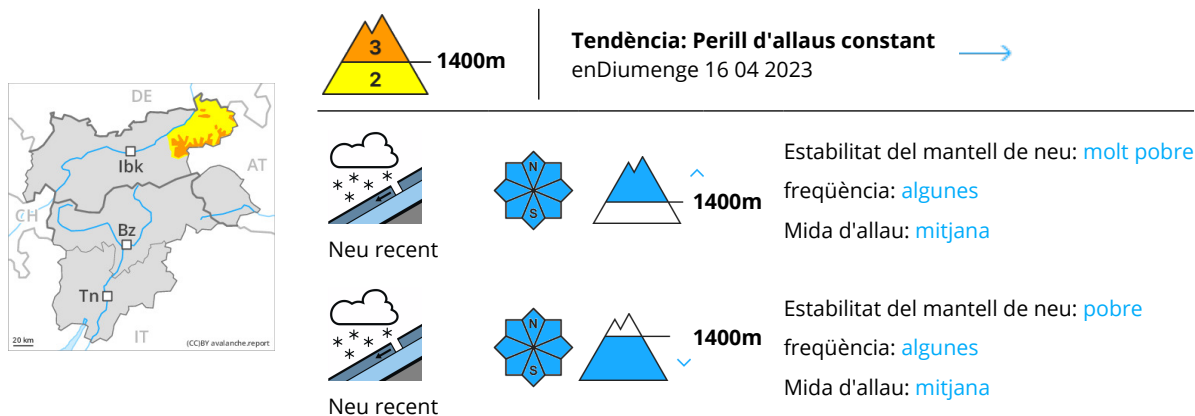 3
2
1400m
Tendència: Perill d'allaus constant
enDiumenge 16 04 2023
DE
AT
CH
IT
Ibk
Bz
Tn
20 km
(CC)BY avalanche.report
N
S
1400m
Neu recent
Estabilitat del mantell de neu: molt pobre
freqüència: algunes
Mida d'allau: mitjana
N
S
1400m
Neu recent
Estabilitat del mantell de neu: pobre
freqüència: algunes
Mida d'allau: mitjana